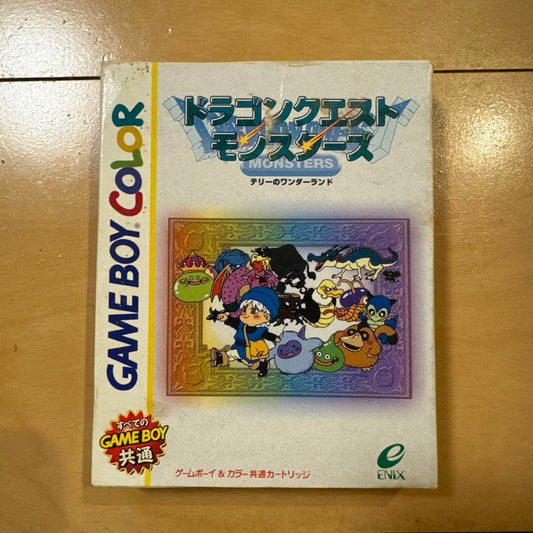 GAME BOY COLOR
ドラゴンクエスト
モンスターズ
MONSTERS
テリーのワンダーランド
すべての
GAME BOY
共通
ゲームボーイ&カラー共通カートリッジ
ENIX